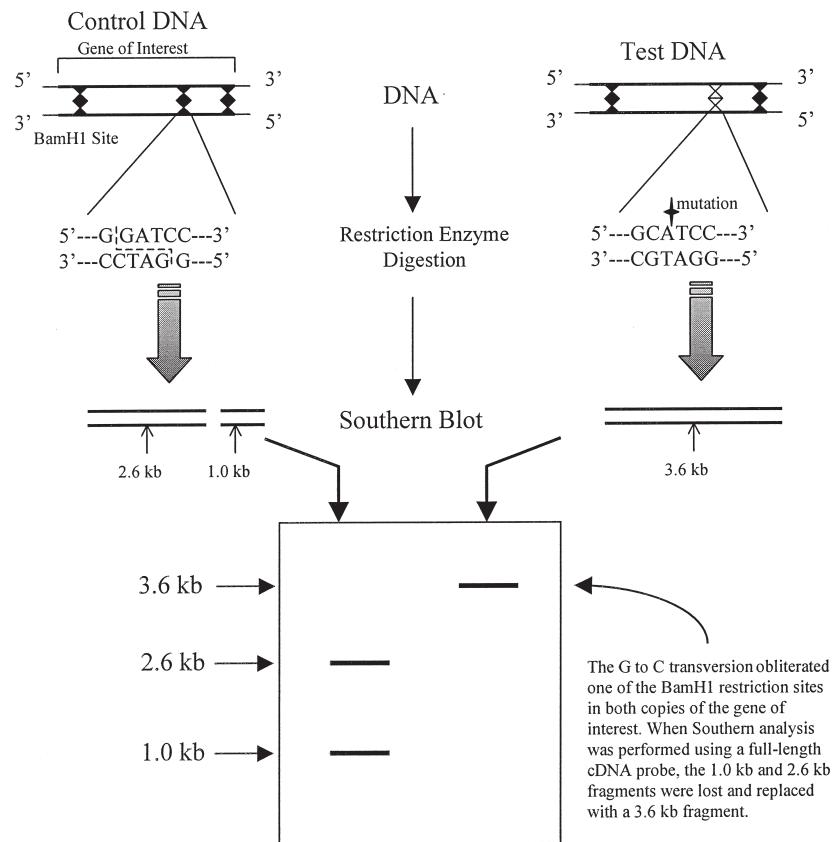 Control DNA
Gene of Interest
5’ 3’
3’ 5’
BamH1 Site
DNA
Test DNA
5’ 3’
3’ 5’
5’---GGATCC---3’
3’---CCTAGG---5’
Restriction Enzyme
Digestion
mutation
5’---GCATCC---3’
3’---CGTAGG---5’
Southern Blot
2.6 kb 1.0 kb
3.6 kb
3.6 kb
2.6 kb
1.0 kb
The G to C transversion obliterated
one of the BamH1 restriction sites
in both copies of the gene of
interest. When Southern analysis
was performed using a full-length
cDNA probe, the 1.0 kb and 2.6 kb
fragments were lost and replaced
with a 3.6 kb fragment.